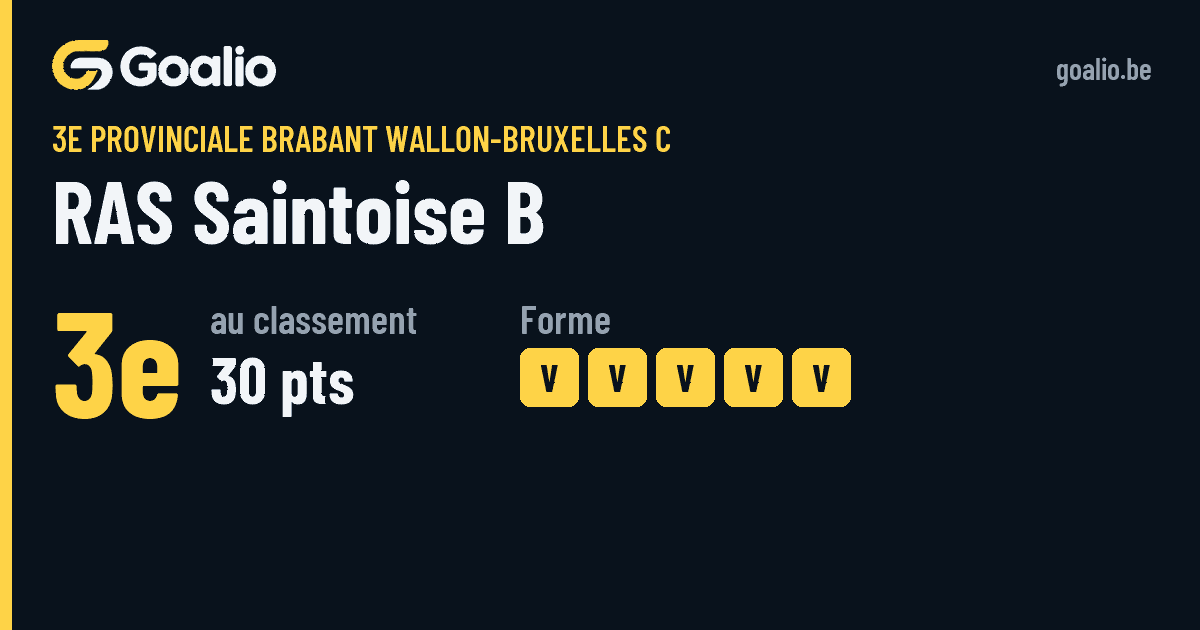 Goalio
goalio.be
3E PROVINCIALE BRABANT WALLON-BRUXELLES C
RAS Saintoise B
3e
au classement
30 pts
Forme
V V V V V